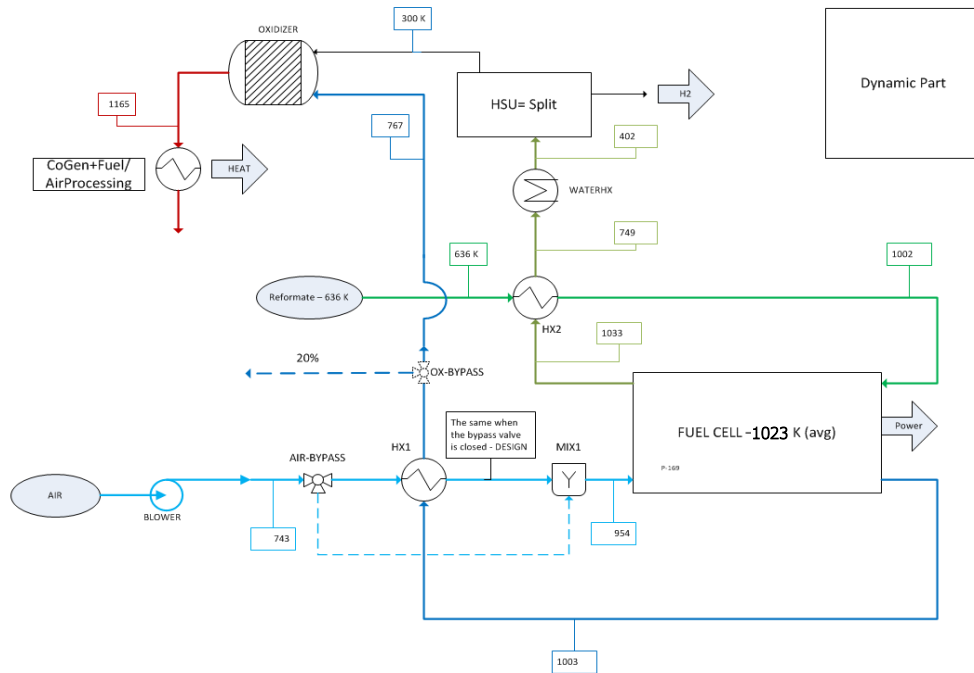 300 K
OXIDIZER
Dynamic Part
HSU= Split
H2
1165
767
402
CoGen+Fuel/
AirProcessing
HEAT
WATERHX
749
636 K
1002
Reformate – 636 K
HX2
1033
20%
OX-BYPASS
FUEL CELL –1023 K (avg)
Power
P-169
The same when
the bypass valve
is closed - DESIGN
HX1
MIX1
AIR-BYPASS
Y
AIR
BLOWER
743
954
1003